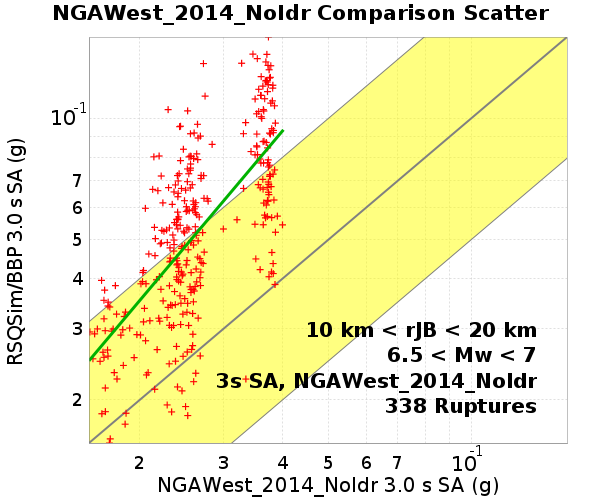 NGAWest_2014_NoIdr Comparison Scatter
RSQSim/BBP 3.0 s SA (g)
10⁻¹
7
6
5
4
3
2
10 km < rJB < 20 km
6.5 < Mw < 7
3s SA, NGAWest_2014_NoIdr
338 Ruptures
2 3 4 5 6 7 10⁻¹
NGAWest_2014_NoIdr 3.0 s SA (g)